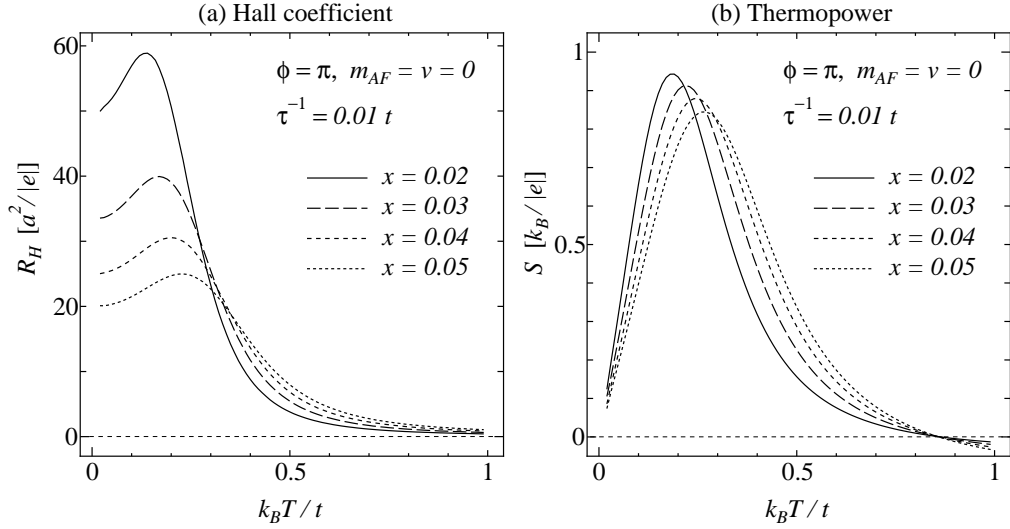 (a) Hall coefficient
R_H [a^2/|e|]
60
40
20
0
ϕ = π, m_AF = v = 0
τ^-1 = 0.01 t
x = 0.02
x = 0.03
x = 0.04
x = 0.05
0
0.5
1
k_BT / t
(b) Thermopower
S [k_B/|e|]
1
0.5
0
ϕ = π, m_AF = v = 0
τ^-1 = 0.01 t
x = 0.02
x = 0.03
x = 0.04
x = 0.05
0
0.5
1
k_BT / t